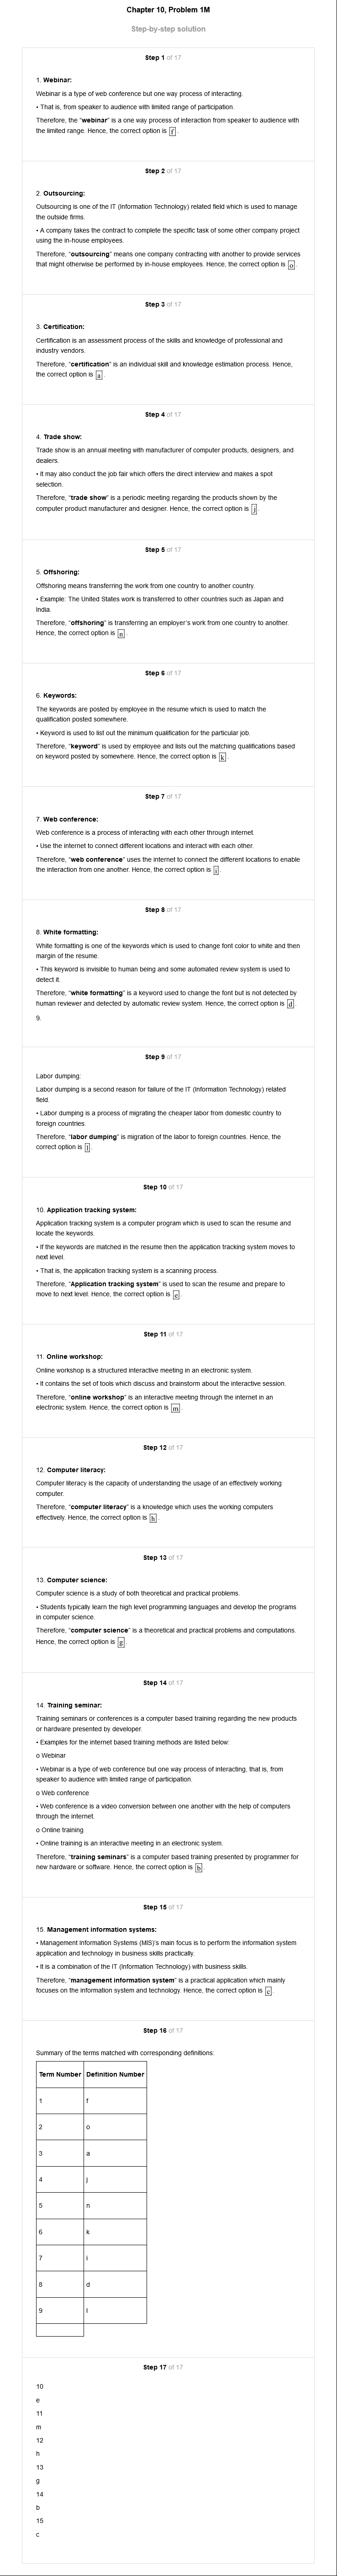 Chapter 10, Problem 1M
Step-by-step solution
Step 1 of 17
1. Webinar:
Webinar is a type of web conference but one way process of interacting.
• That is, from speaker to audience with limited range of participation.
Therefore, the "webinar" is a one way process of interaction from speaker to audience with
the limited range. Hence, the correct option is f.
Step 2 of 17
2. Outsourcing:
Outsourcing is one of the IT (Information Technology) related field which is used to manage
the outside firms.
• A company takes the contract to complete the specific task of some other company project
using the in-house employees.
Therefore, "outsourcing" means one company contracting with another to provide services
that might otherwise be performed by in-house employees. Hence, the correct option is o.
Step 3 of 17
3. Certification:
Certification is an assessment process of the skills and knowledge of professional and
industry vendors.
Therefore, "certification" is an individual skill and knowledge estimation process. Hence,
the correct option is a.
Step 4 of 17
4. Trade show:
Trade show is an annual meeting with manufacturer of computer products, designers, and
dealers.
• It may also conduct the job fair which offers the direct interview and makes a spot
selection.
Therefore, "trade show" is a periodic meeting regarding the products shown by the
computer product manufacturer and designer. Hence, the correct option is j.
Step 5 of 17
5. Offshoring:
Offshoring means transferring the work from one country to another country.
• Example: The United States work is transferred to other countries such as Japan and
India.
Therefore, "offshoring" is transferring an employer's work from one country to another.
Hence, the correct option is n.
Step 6 of 17
6. Keywords:
The keywords are posted by employee in the resume which is used to match the
qualification posted somewhere.
• Keyword is used to list out the minimum qualification for the particular job.
Therefore, "keyword" is used by employee and lists out the matching qualifications based
on keyword posted by somewhere. Hence, the correct option is k.
Step 7 of 17
7. Web conference:
Web conference is a process of interacting with each other through internet.
• Use the internet to connect different locations and interact with each other.
Therefore, "web conference" uses the internet to connect the different locations to enable
the interaction from one another. Hence, the correct option is i.
Step 8 of 17
8. White formatting:
White formatting is one of the keywords which is used to change font color to white and then
margin of the resume.
• This keyword is invisible to human being and some automated review system is used to
detect it.
Therefore, "white formatting" is a keyword used to change the font but is not detected by
human reviewer and detected by automatic review system. Hence, the correct option is d.
9.
Step 9 of 17
Labor dumping:
Labor dumping is a second reason for failure of the IT (Information Technology) related
field.
• Labor dumping is a process of migrating the cheaper labor from domestic country to
foreign countries.
Therefore, "labor dumping" is migration of the labor to foreign countries. Hence, the
correct option is l.
Step 10 of 17
10. Application tracking system:
Application tracking system is a computer program which is used to scan the resume and
locate the keywords.
• If the keywords are matched in the resume then the application tracking system moves to
next level.
• That is, the application tracking system is a scanning process.
Therefore, "Application tracking system" is used to scan the resume and prepare to
move to next level. Hence, the correct option is e.
Step 11 of 17
11. Online workshop:
Online workshop is a structured interactive meeting in an electronic system.
• It contains the set of tools which discuss and brainstorm about the interactive session.
Therefore, "online workshop" is an interactive meeting through the internet in an
electronic system. Hence, the correct option is m.
Step 12 of 17
12. Computer literacy:
Computer literacy is the capacity of understanding the usage of an effectively working
computer.
Therefore, "computer literacy" is a knowledge which uses the working computers
effectively. Hence, the correct option is h.
Step 13 of 17
13. Computer science:
Computer science is a study of both theoretical and practical problems.
• Students typically learn the high level programming languages and develop the programs
in computer science.
Therefore, "computer science" is a theoretical and practical problems and computations.
Hence, the correct option is g.
Step 14 of 17
14. Training seminar:
Training seminars or conferences is a computer based training regarding the new products
or hardware presented by developer.
• Examples for the internet based training methods are listed below:
o Webinar
• Webinar is a type of web conference but one way process of interacting, that is, from
speaker to audience with limited range of participation.
o Web conference
• Web conference is a video conversion between one another with the help of computers
through the internet.
o Online training
• Online training is an interactive meeting in an electronic system.
Therefore, "training seminars" is a computer based training presented by programmer for
new hardware or software. Hence, the correct option is b.
Step 15 of 17
15. Management information systems:
• Management Information Systems (MIS)'s main focus is to perform the information system
application and technology in business skills practically.
• It is a combination of the IT (Information Technology) with business skills.
Therefore, "management information system" is a practical application which mainly
focuses on the information system and technology. Hence, the correct option is c.
Step 16 of 17
Summary of the terms matched with corresponding definitions:
Term Number Definition Number
1 f
2 o
3 a
4 j
5 n
6 k
7 i
8 d
9 l
Step 17 of 17
10
e
11
m
12
h
13
g
14
b
15
c